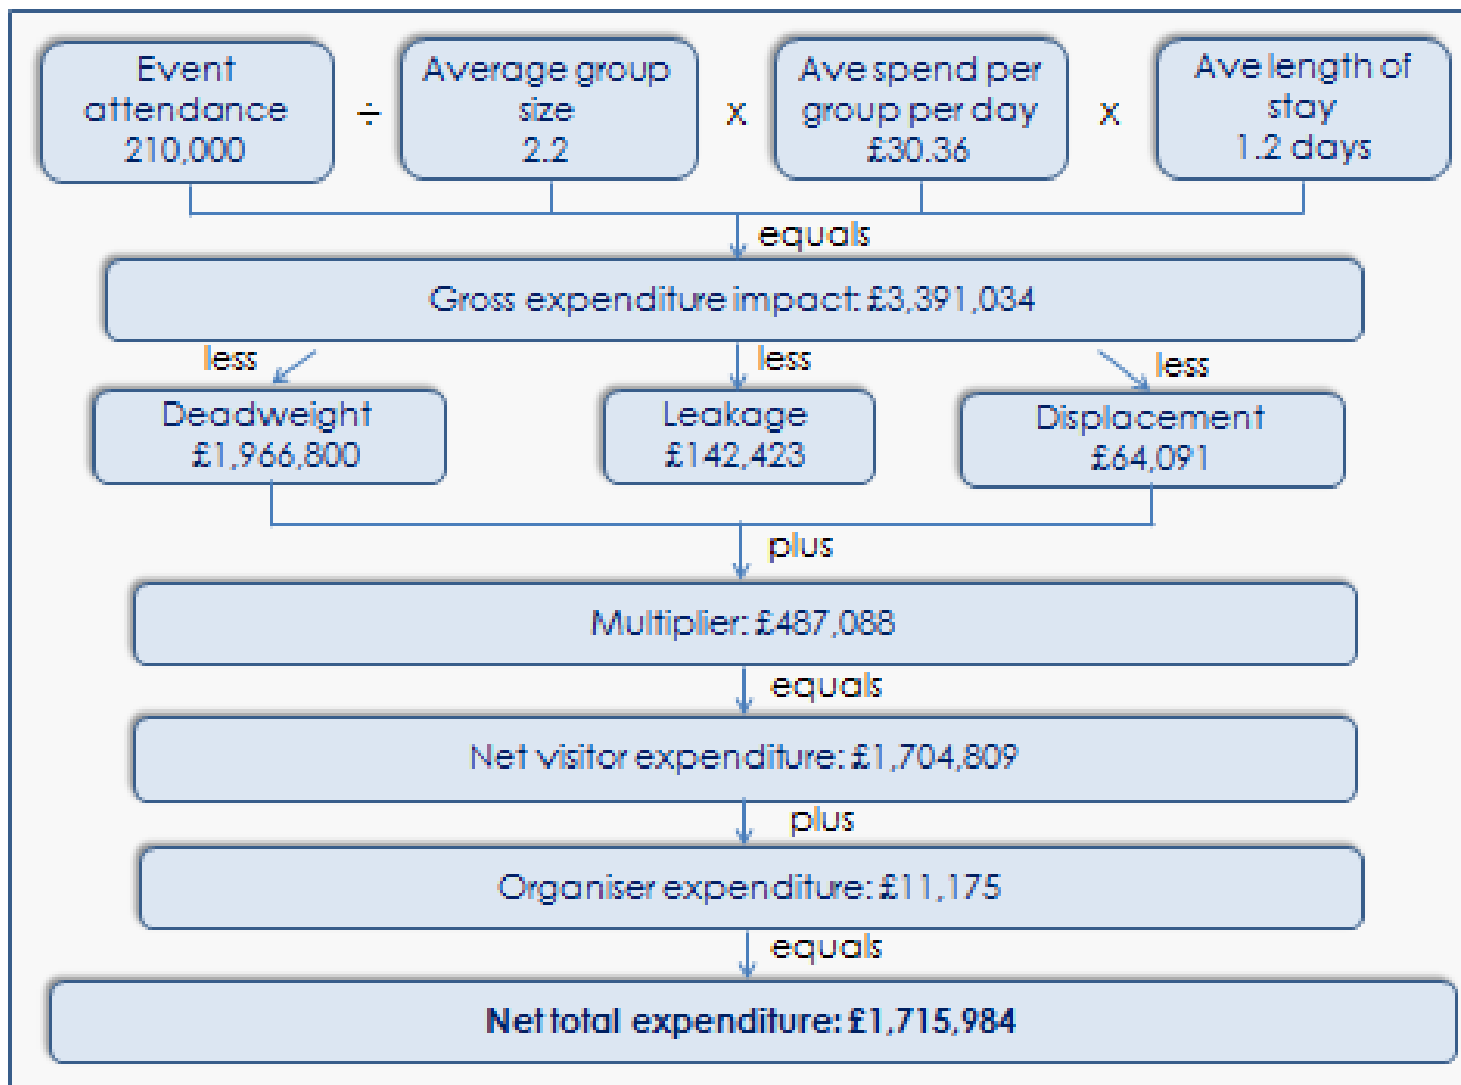 Event
attendance
210,000
÷
Average group
size
2.2
x
Ave spend per
group per day
£30.36
x
Ave length of
stay
1.2 days
equals
Gross expenditure impact: £3,391,034
less
less
less
Deadweight
£1,966,800
Leakage
£142,423
Displacement
£64,091
plus
Multiplier: £487,088
equals
Net visitor expenditure: £1,704,809
plus
Organiser expenditure: £11,175
equals
Net total expenditure: £1,715,984